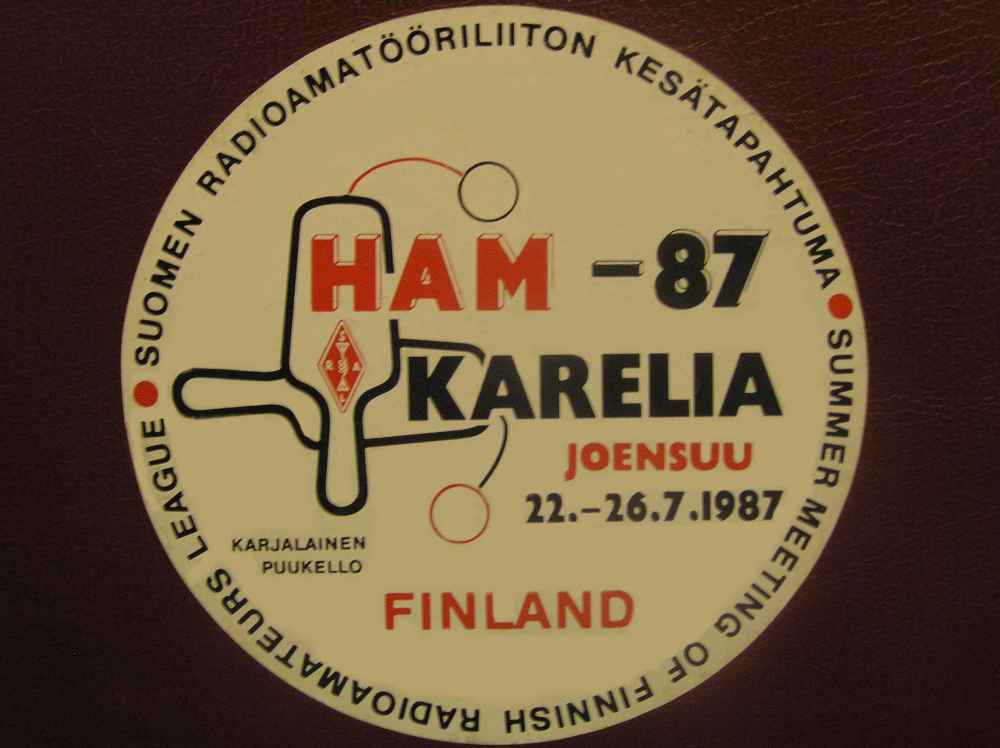 SUOMEN RADIOAMATÖÖRILIITON KESÄTAPAHTUMA
SUMMER MEETING OF FINNISH RADIOAMATEURS LEAGUE
HAM -87
S
R A
L
KARELIA
JOENSUU
22.-26.7.1987
KARJALAINEN
PUUKELLO
FINLAND